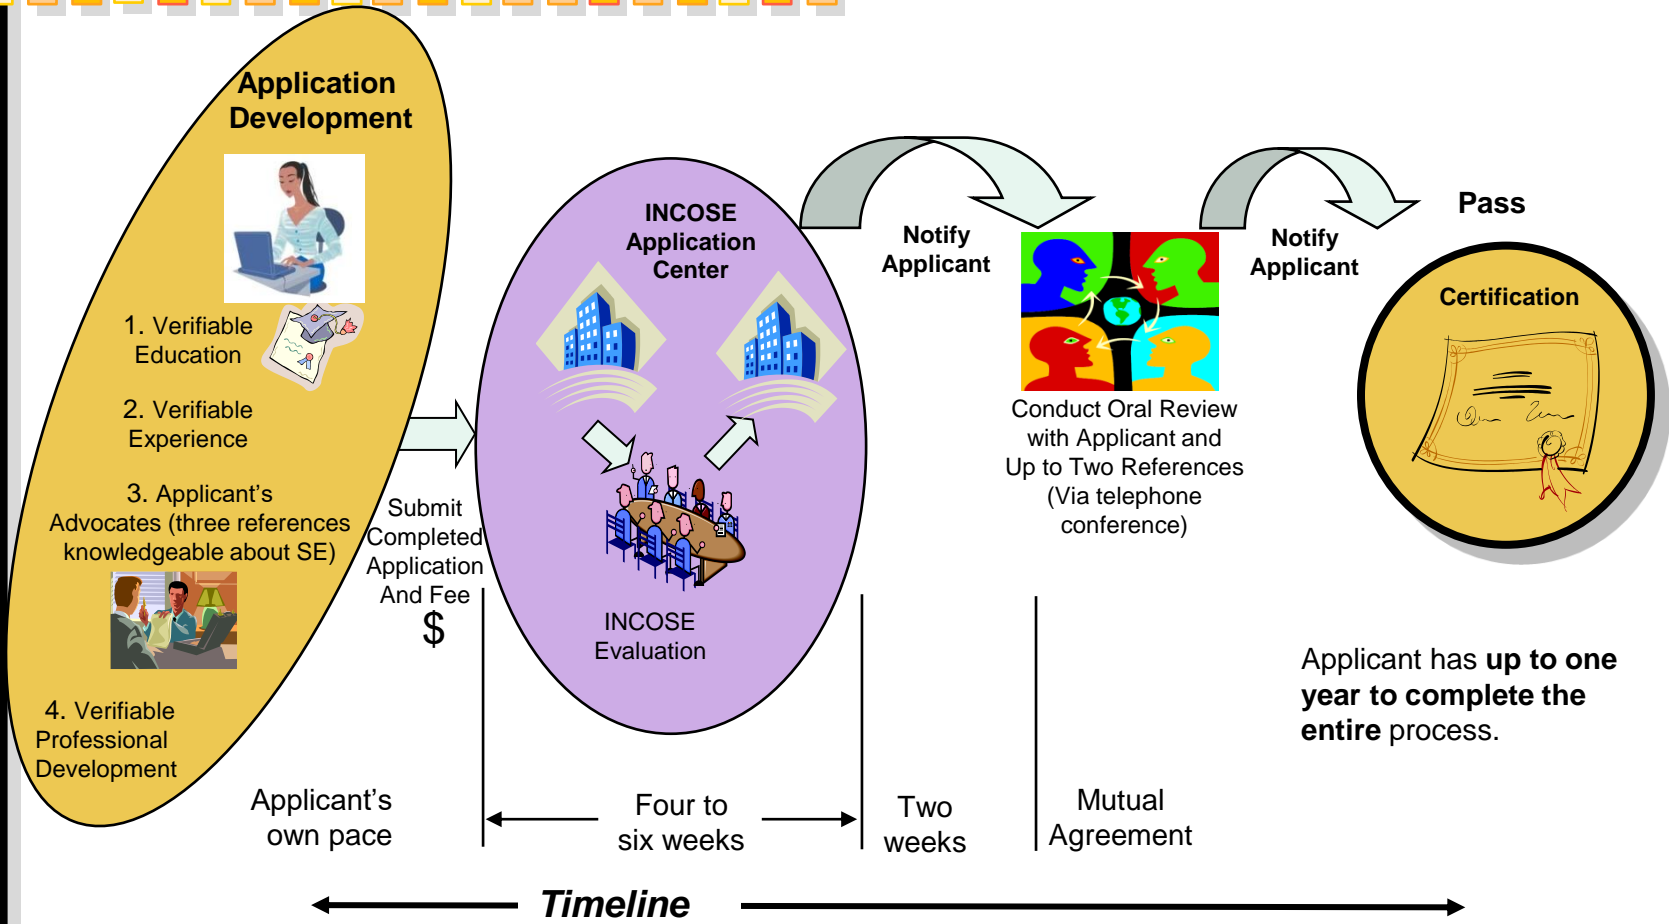 Application
Development
1. Verifiable
Education
2. Verifiable
Experience
3. Applicant's
Advocates (three references
knowledgeable about SE)
4. Verifiable
Professional
Development
Submit
Completed
Application
And Fee
$
INCOSE
Application
Center
INCOSE
Evaluation
Notify
Applicant
Conduct Oral Review
with Applicant and
Up to Two References
(Via telephone
conference)
Notify
Applicant
Pass
Certification
Applicant has up to one
year to complete the
entire process.
Applicant's
own pace
Four to
six weeks
Two
weeks
Mutual
Agreement
Timeline